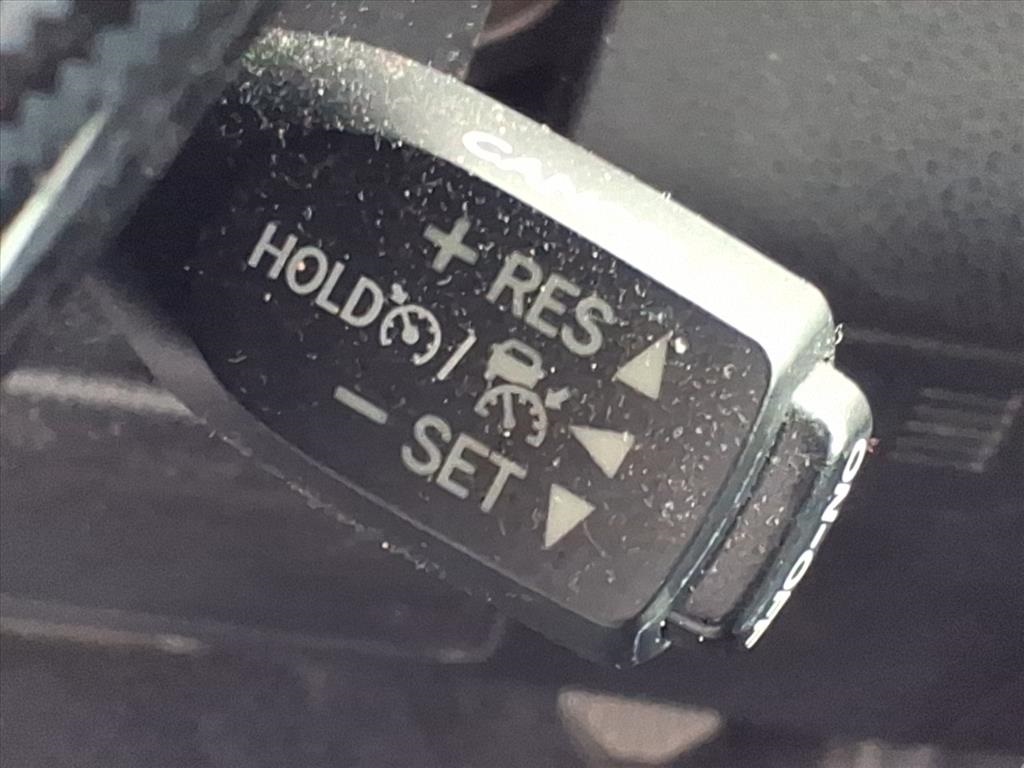 + RES
HOLD /
- SET
ON-OFF